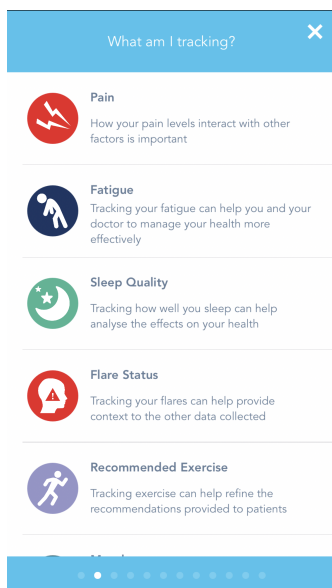 What am I tracking?
Pain
How your pain levels interact with other
factors is important
Fatigue
Tracking your fatigue can help you and your
doctor to manage your health more
effectively
Sleep Quality
Tracking how well you sleep can help
analyse the effects on your health
Flare Status
Tracking your flares can help provide
context to the other data collected
Recommended Exercise
Tracking exercise can help refine the
recommendations provided to patients